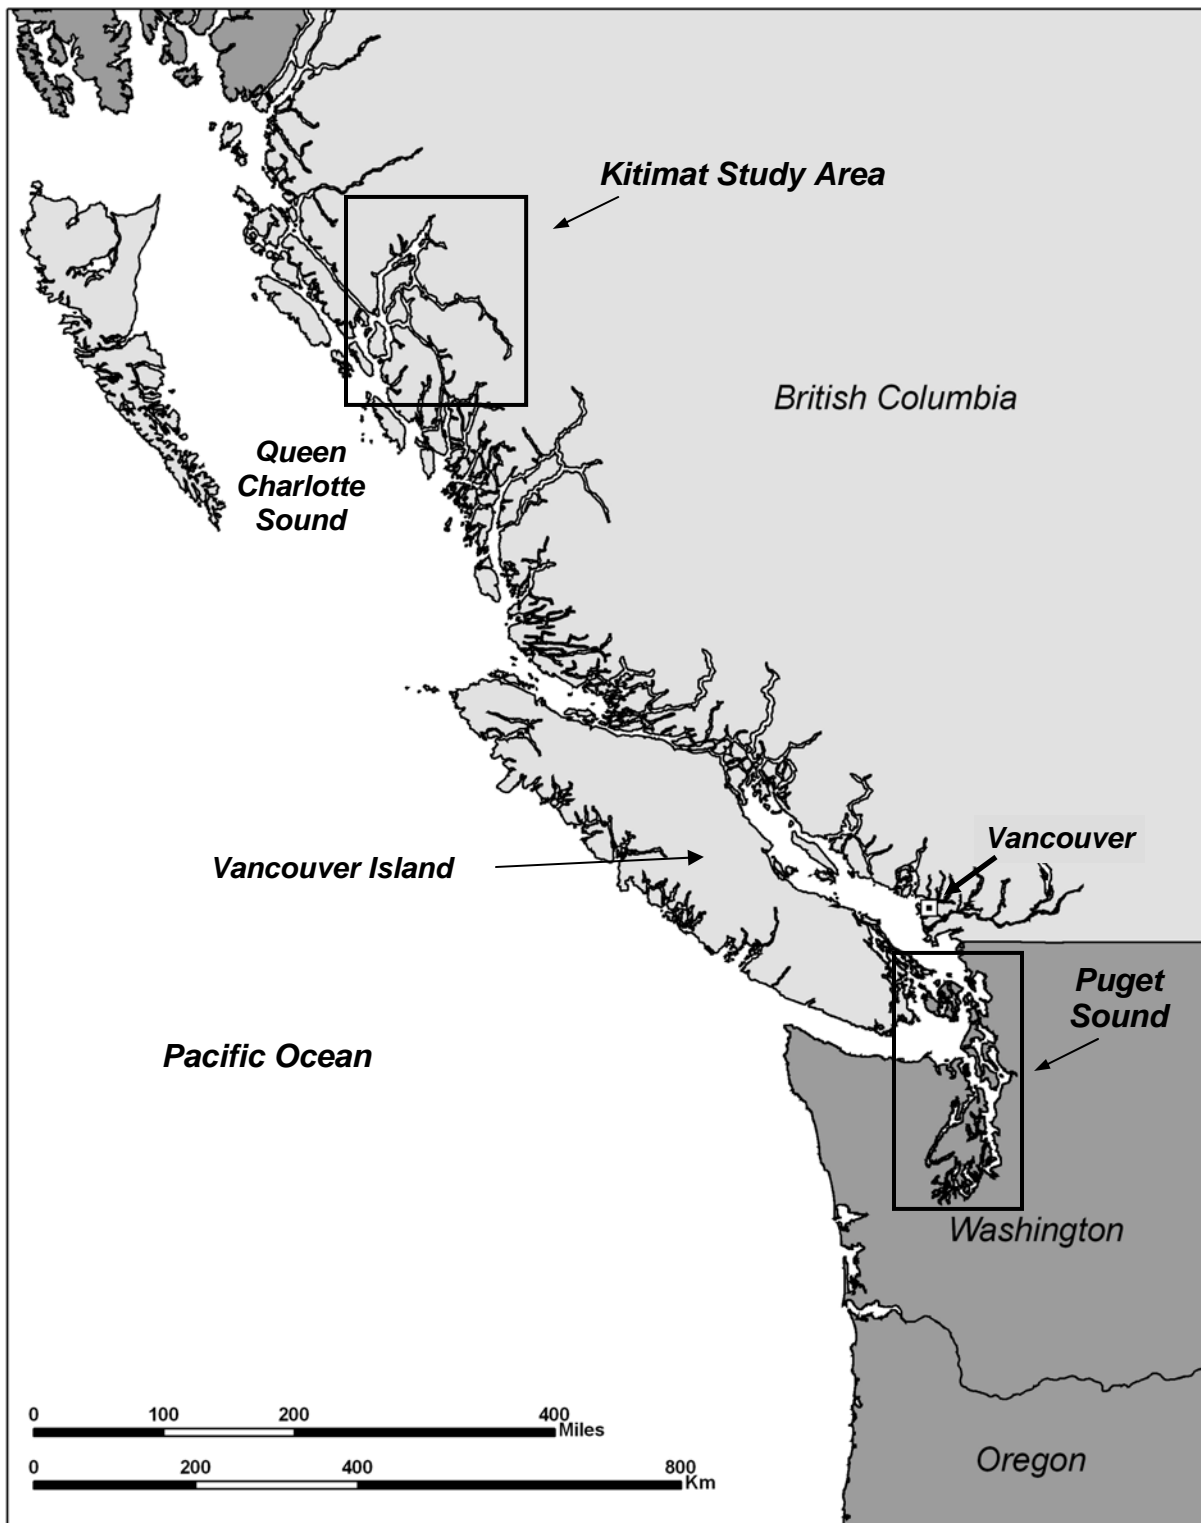 Kitimat Study Area
British Columbia
Queen
Charlotte
Sound
Vancouver
Vancouver Island
Puget
Sound
Pacific Ocean
Washington
0 100 200 400
Miles
0 200 400 800
Km
Oregon